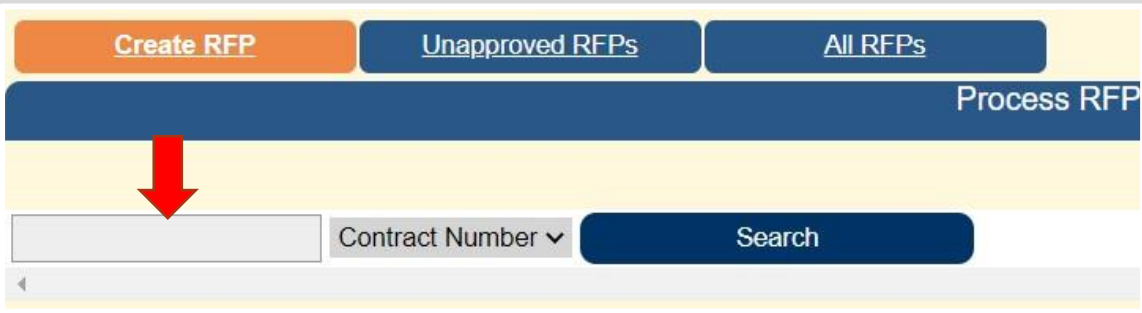 Create RFP Unapproved RFPs All RFPs
Process RFP
Contract Number Search